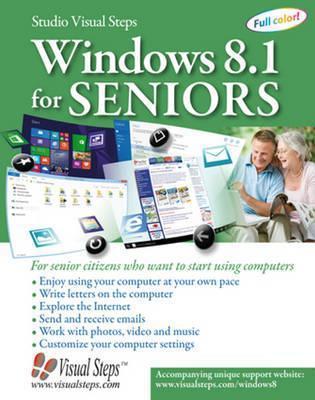 Studio Visual Steps
Full color!
Windows 8.1
for SENIORS
For senior citizens who want to start using computers
• Enjoy using your computer at your own pace
• Write letters on the computer
• Explore the Internet
• Send and receive emails
• Work with photos, video and music
• Customize your computer settings
Visual Steps™
www.visualsteps.com
Accompanying unique support website:
www.visualsteps.com/windows8